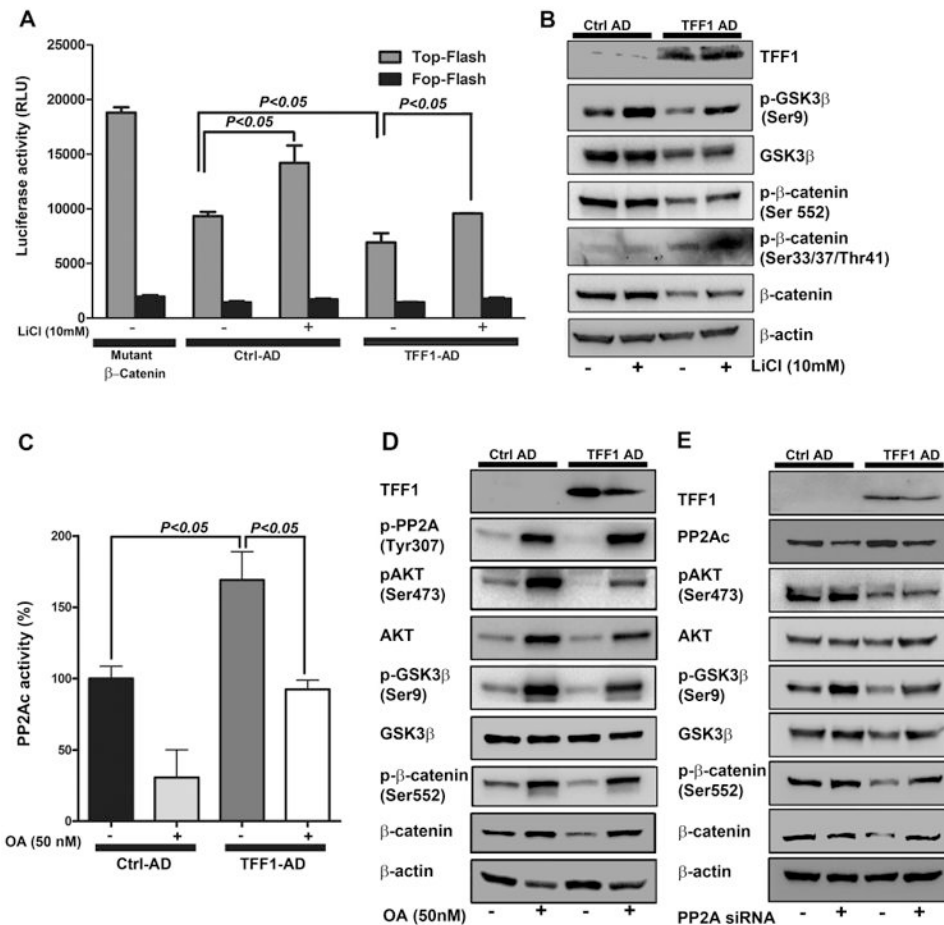 A
Luciferase activity (RLU)
25000
20000
15000
10000
5000
0
Top-Flash
Fop-Flash
P<0.05
P<0.05
P<0.05
LiCl (10mM)
- - + - +
Mutant
β-Catenin
Ctrl-AD
TFF1-AD
B
Ctrl AD TFF1 AD
TFF1
p-GSK3β
(Ser9)
GSK3β
p-β-catenin
(Ser 552)
p-β-catenin
(Ser33/37/Thr41)
β-catenin
β-actin
- + - + LiCl (10mM)
C
PP2Ac activity (%)
200
150
100
50
0
P<0.05
P<0.05
OA (50 nM) - + - +
Ctrl-AD
TFF1-AD
D
Ctrl AD TFF1 AD
TFF1
p-PP2A
(Tyr307)
pAKT
(Ser473)
AKT
p-GSK3β
(Ser9)
GSK3β
p-β-catenin
(Ser552)
β-catenin
β-actin
OA (50nM) - + - +
E
Ctrl AD TFF1 AD
TFF1
PP2Ac
pAKT
(Ser473)
AKT
p-GSK3β
(Ser9)
GSK3β
p-β-catenin
(Ser552)
β-catenin
β-actin
PP2A siRNA - + - +